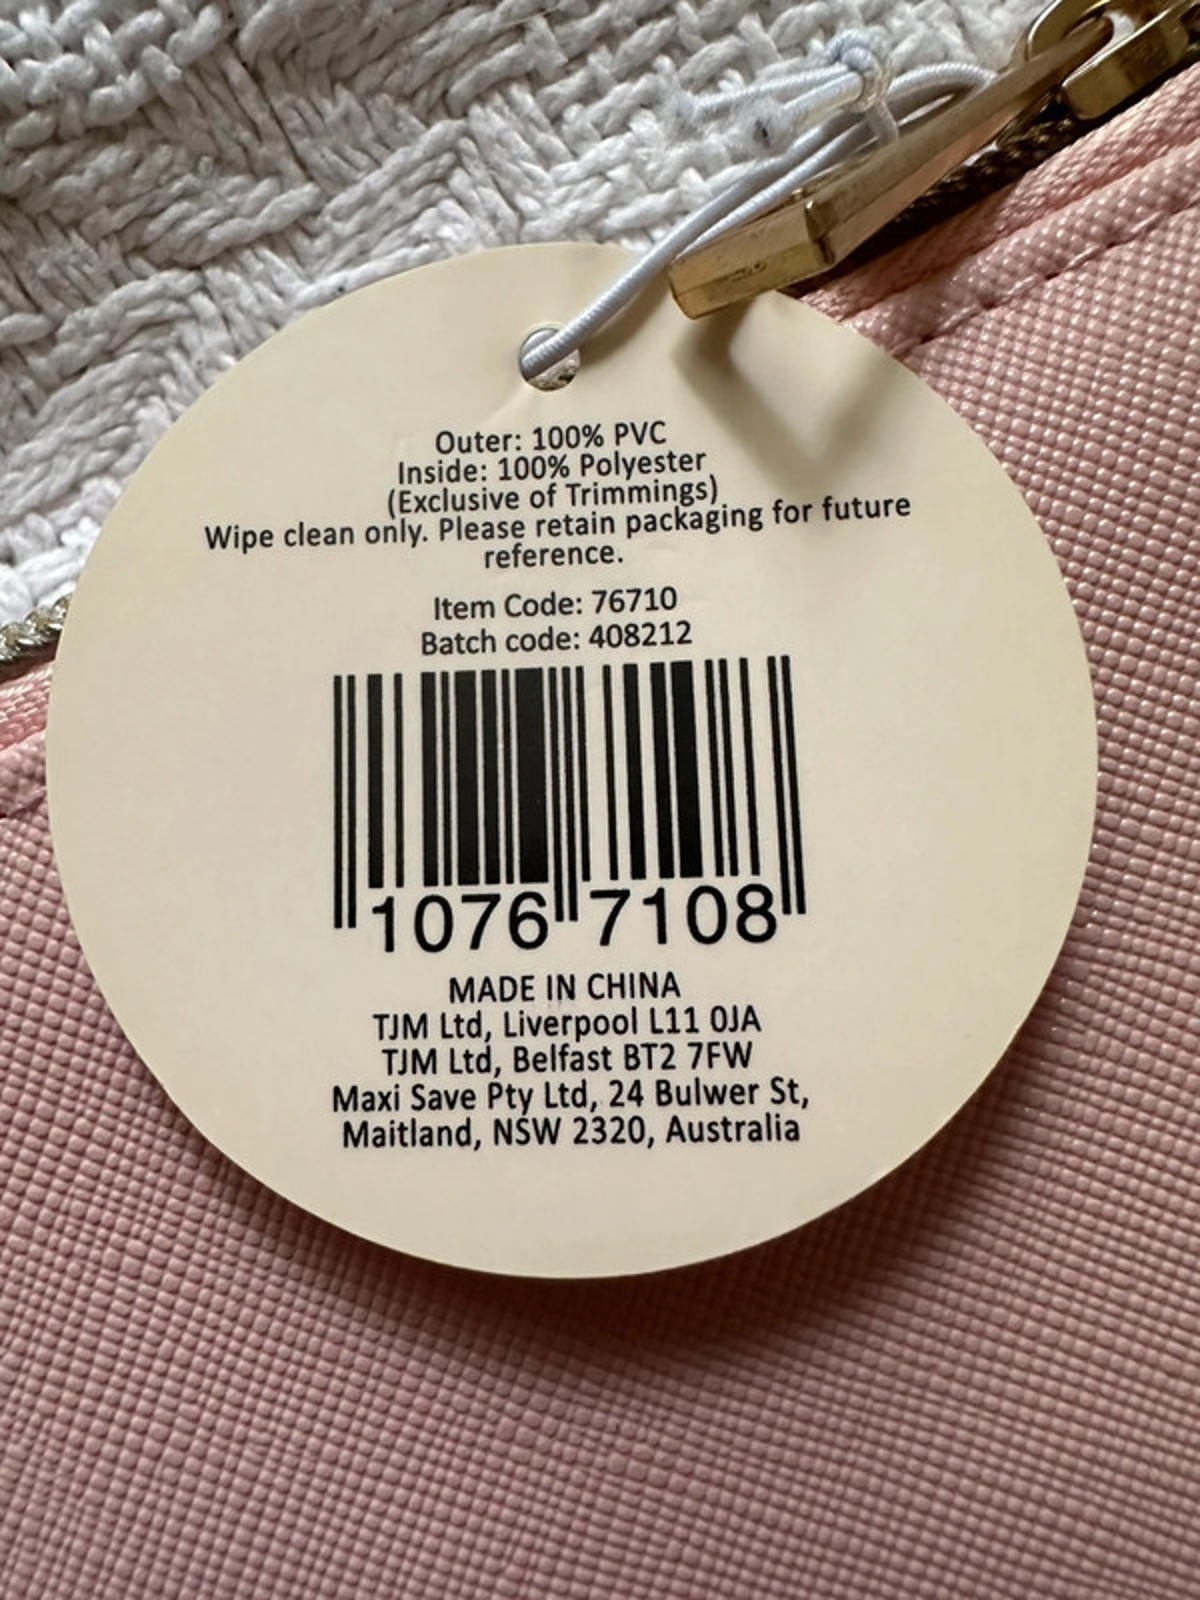 Outer: 100% PVC
Inside: 100% Polyester
(Exclusive of Trimmings)
Wipe clean only. Please retain packaging for future
reference.
Item Code: 76710
Batch code: 408212
1076 7108
MADE IN CHINA
TJM Ltd, Liverpool L11 0JA
TJM Ltd, Belfast BT2 7FW
Maxi Save Pty Ltd, 24 Bulwer St,
Maitland, NSW 2320, Australia